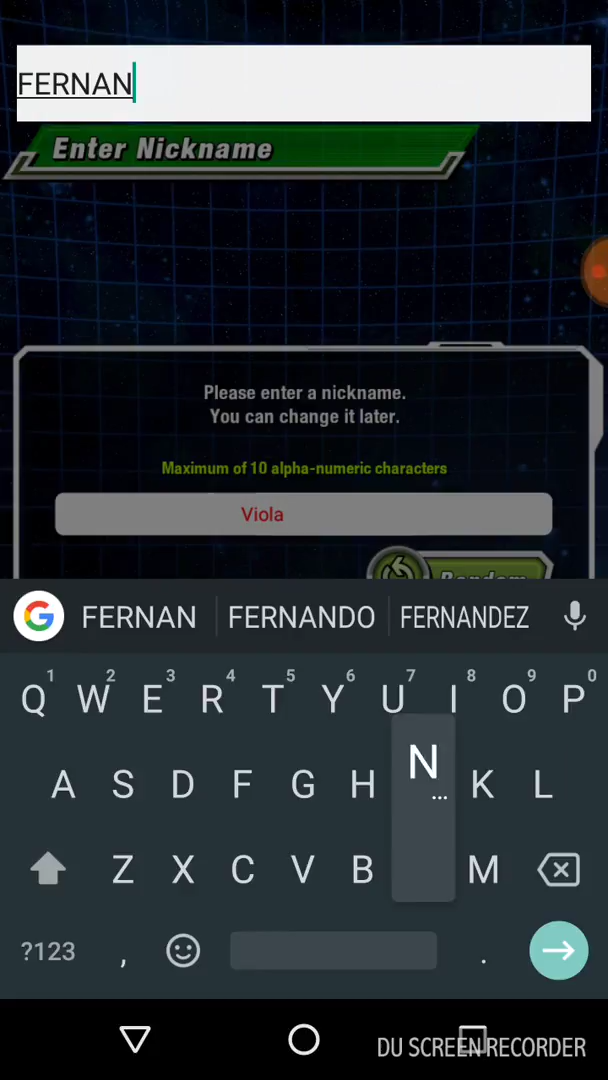 FERNAN
Enter Nickname
Please enter a nickname.
You can change it later.
Maximum of 10 alpha-numeric characters
Viola
Random
FERNAN FERNANDO FERNANDEZ
1 2 3 4 5 6 7 8 9 0
Q W E R T Y U I O P
N
...
A S D F G H K L
Z X C V B M
?123 , .
DU SCREEN RECORDER